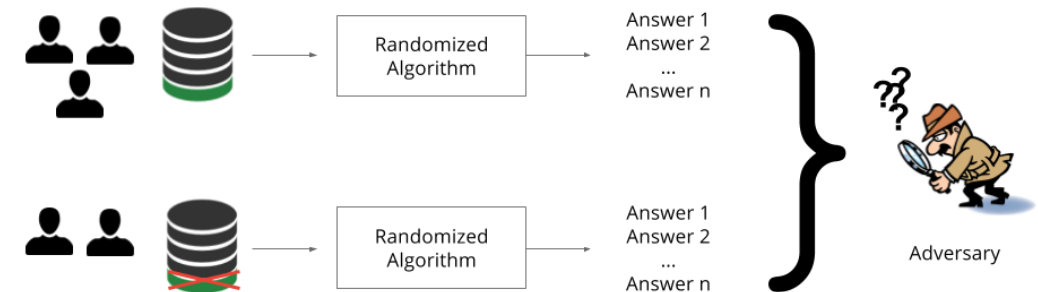 Randomized
Algorithm
Answer 1
Answer 2
...
Answer n
? ? ? ?
Randomized
Algorithm
Answer 1
Answer 2
...
Answer n
Adversary